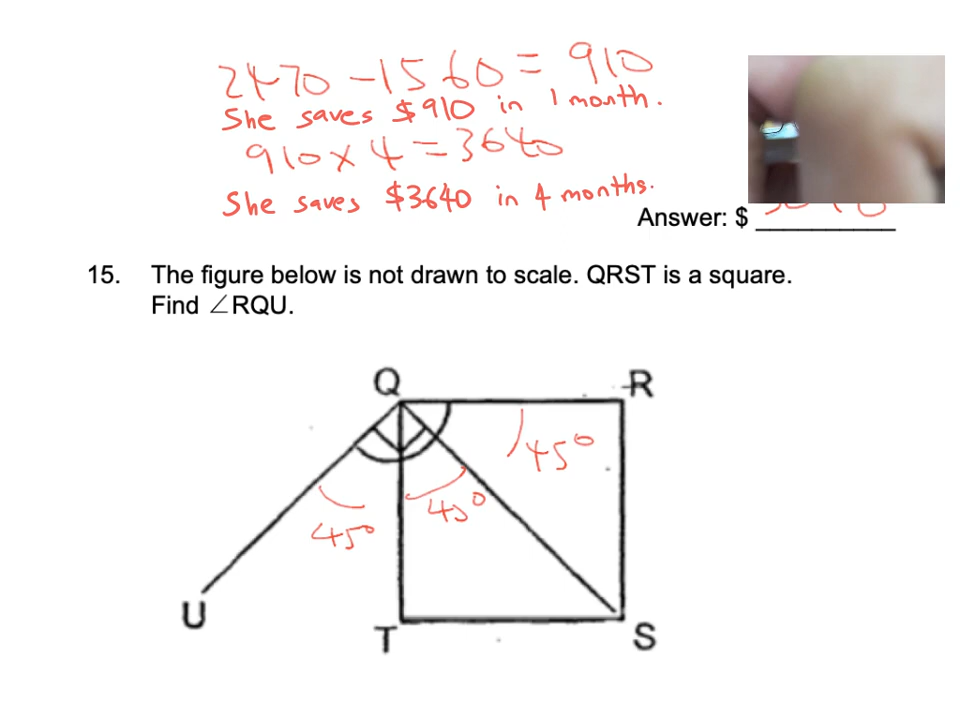 2470 - 1560 = 910
She saves $910 in 1 month.
910 x 4 = 3640
She saves $3640 in 4 months.
Answer: $
15. The figure below is not drawn to scale. QRST is a square.
Find ∠RQU.
Q R
45°
45° 45°
U
T S